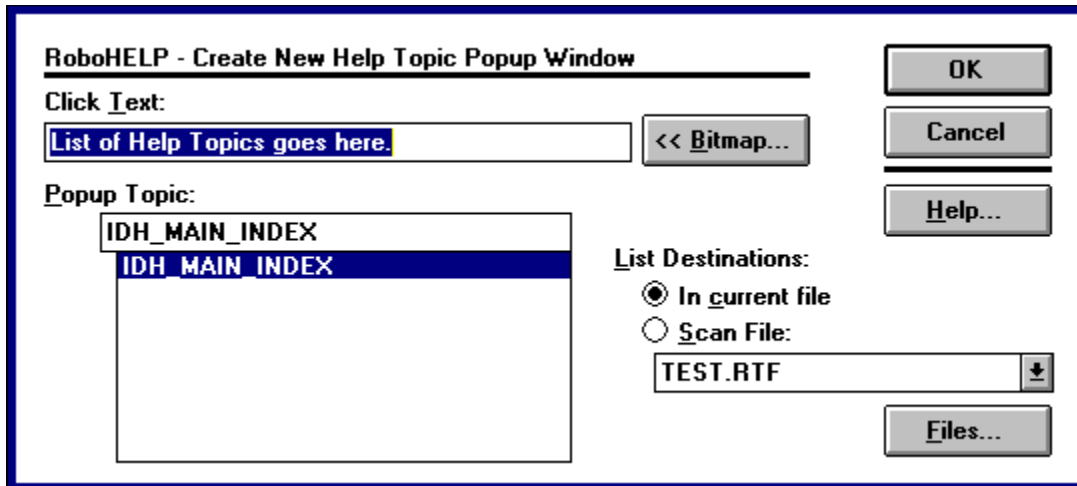 RoboHELP - Create New Help Topic Popup Window
OK
Click Text:
List of Help Topics goes here.
<< Bitmap...
Cancel
Popup Topic:
Help...
IDH_MAIN_INDEX
IDH_MAIN_INDEX
List Destinations:
In current file
Scan File:
TEST.RTF
Files...